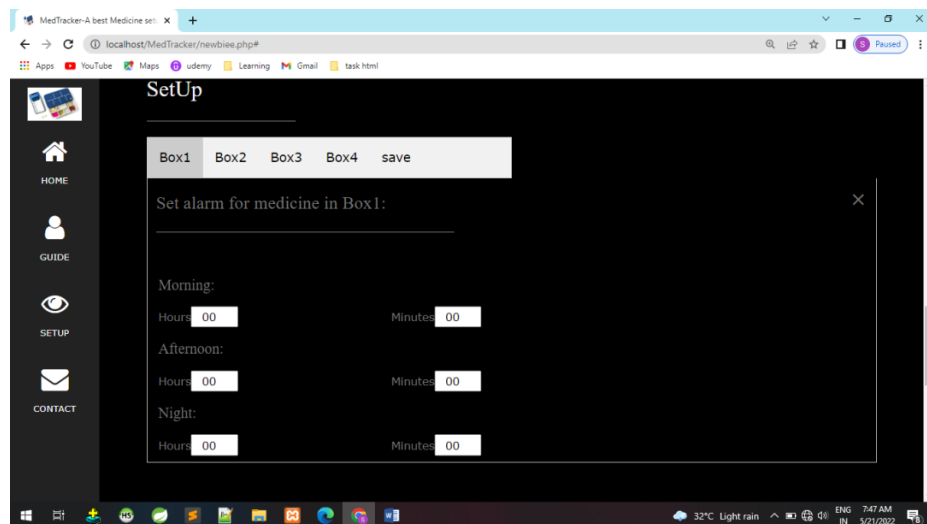 MedTracker-A best Medicine set
localhost/MedTracker/newbiee.php#
S Paused
Apps YouTube Maps udemy Learning Gmail task html
SetUp
HOME
GUIDE
SETUP
CONTACT
Box1 Box2 Box3 Box4 save
Set alarm for medicine in Box1:
Morning:
Hours 00 Minutes 00
Afternoon:
Hours 00 Minutes 00
Night:
Hours 00 Minutes 00
32°C Light rain
ENG
IN
7:47 AM
5/21/2022